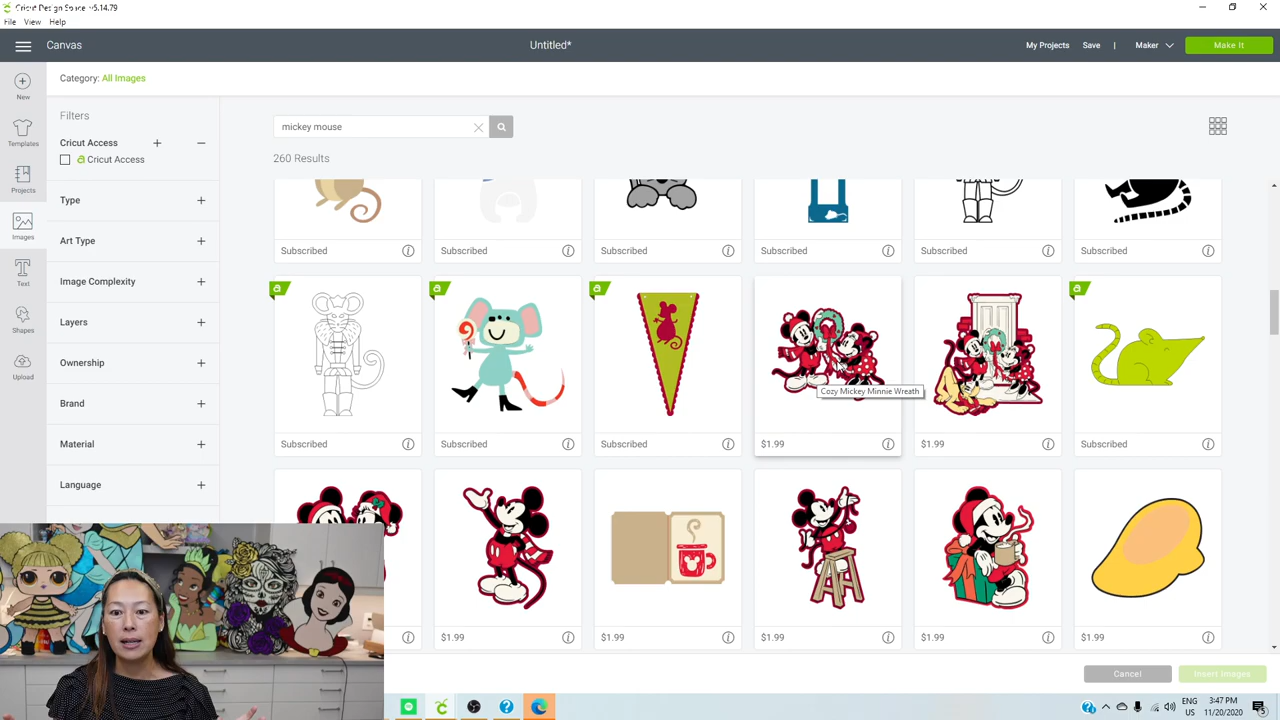 Cricut Design Space v6.14.79
File View Help
Canvas
Untitled*
My Projects Save | Maker Make It
New
Templates
Projects
Images
Text
Shapes
Upload
Category: All Images
Filters
Cricut Access
Cricut Access
Type
Art Type
Image Complexity
Layers
Ownership
Brand
Material
Language
mickey mouse
260 Results
Subscribed Subscribed Subscribed Subscribed Subscribed Subscribed
Cozy Mickey Minnie Wreath
Subscribed Subscribed Subscribed $1.99 $1.99 Subscribed
$1.99 $1.99 $1.99 $1.99 $1.99
Cancel Insert Images
ENG
US
3:47 PM
11/20/2020
5